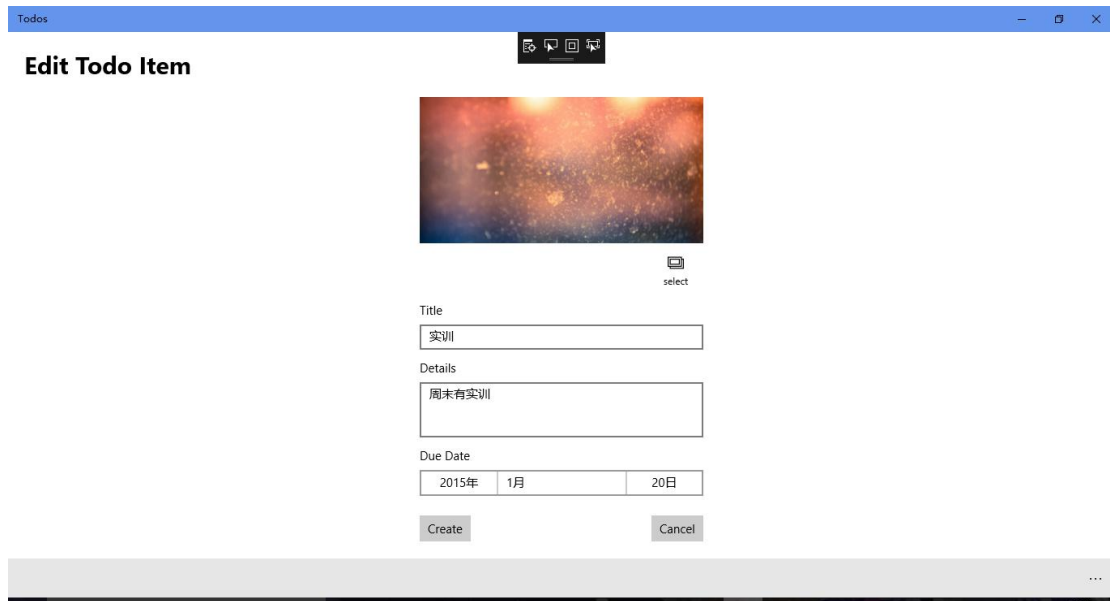 Todos
Edit Todo Item
select
Title
实训
Details
周末有实训
Due Date
2015年 1月 20日
Create Cancel
...